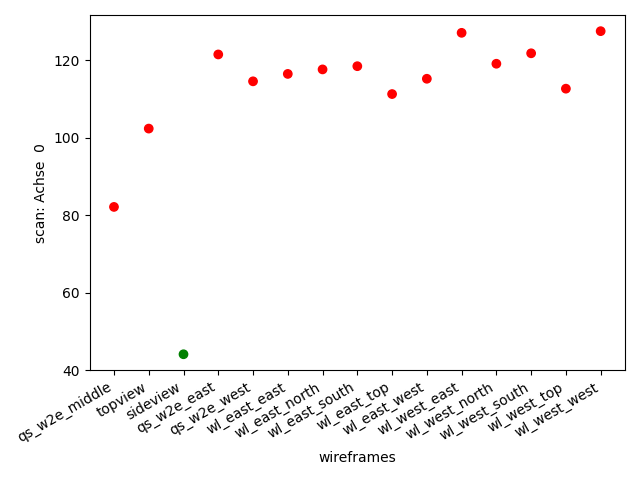 120
100
80
60
40
scan: Achse  0
qs_w2e_middle
topview
sideview
qs_w2e_east
qs_w2e_west
wl_east_east
wl_east_north
wl_east_south
wl_east_top
wl_east_west
wl_west_east
wl_west_north
wl_west_south
wl_west_top
wl_west_west
wireframes